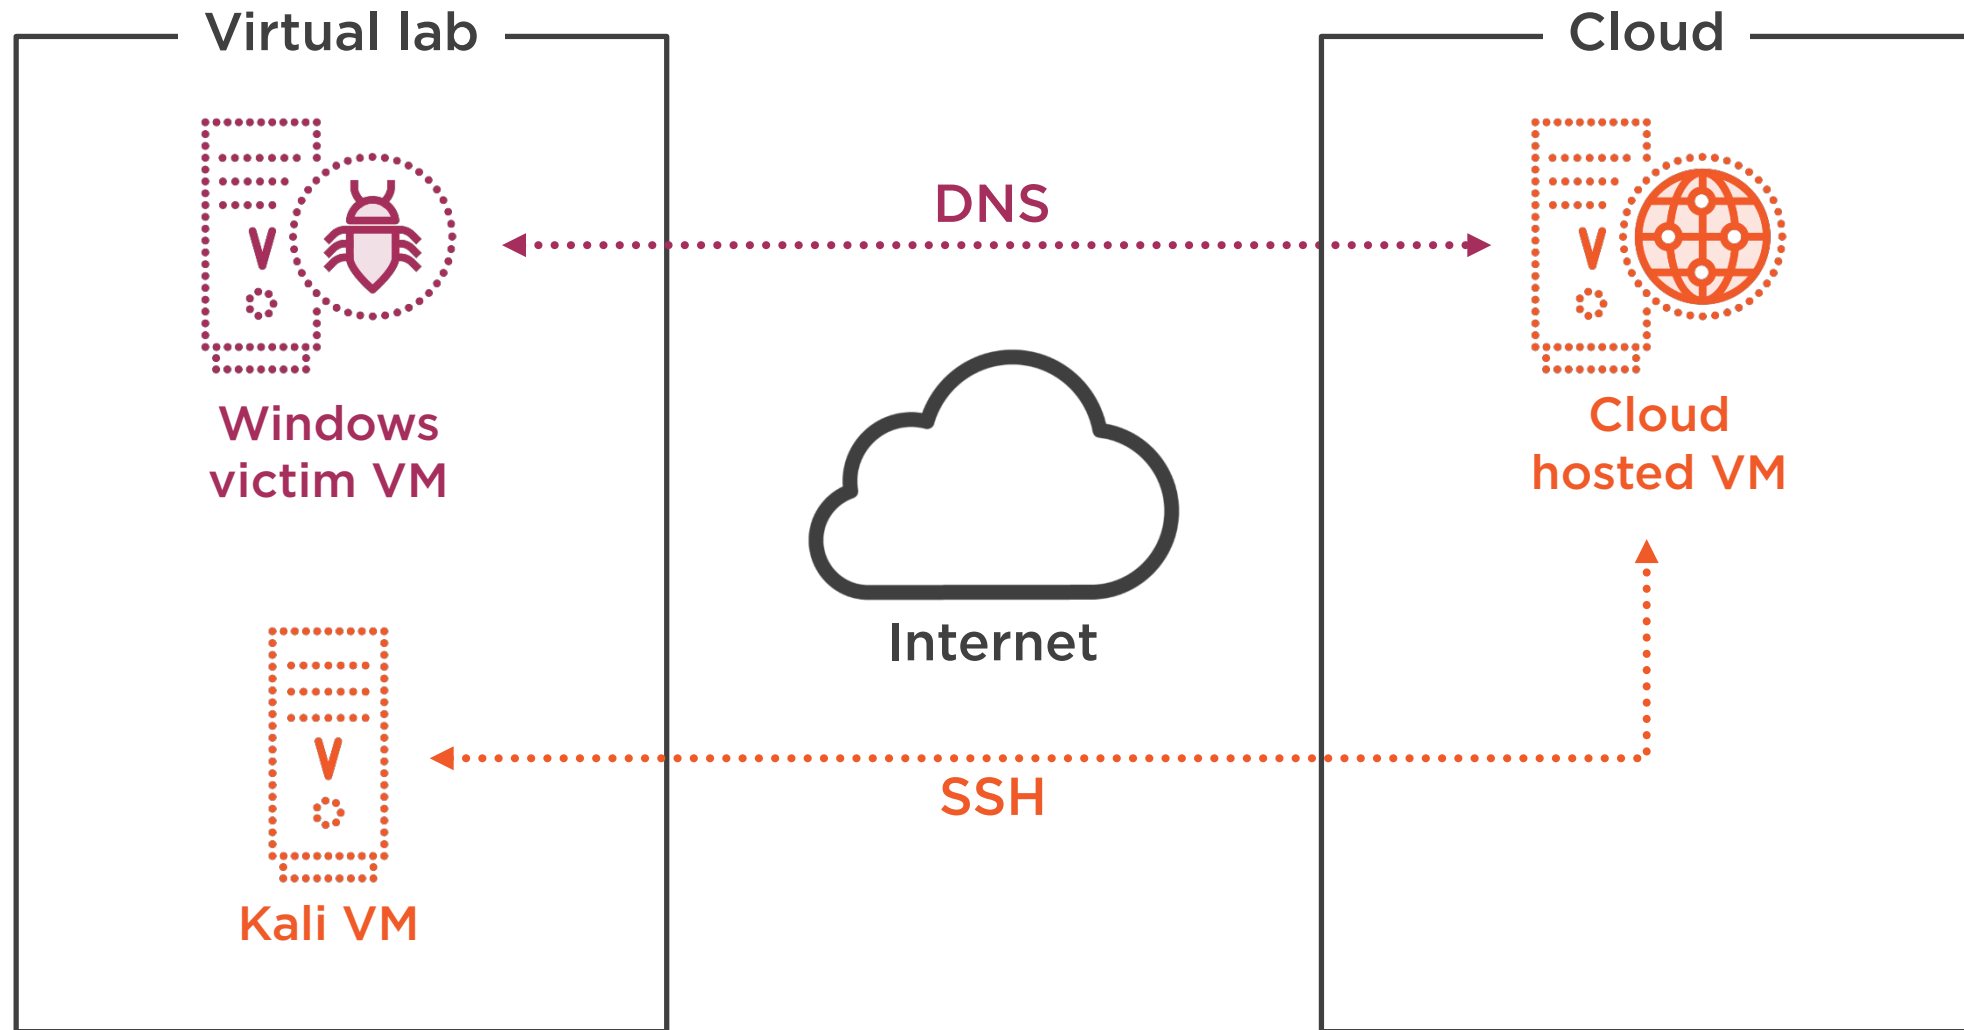 Virtual lab
Cloud
DNS
Windows
victim VM
Cloud
hosted VM
Internet
SSH
Kali VM